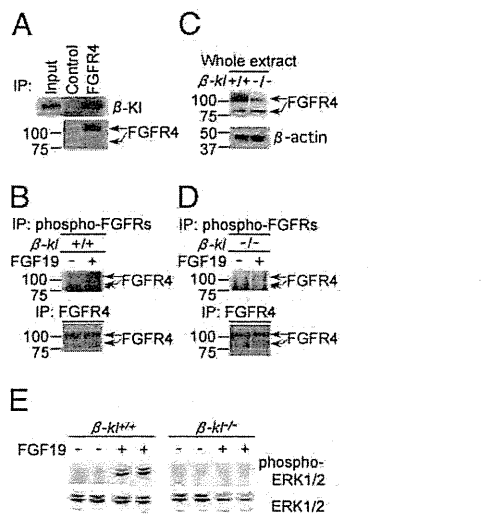 A
IP: Input Control FGFR4
β-Kl
100
75
FGFR4
C
Whole extract
β-kl +/+ -/-
100
75
FGFR4
50
37
β-actin
B
IP: phospho-FGFRs
β-kl +/+
FGF19 - +
100
75
FGFR4
IP: FGFR4
100
75
FGFR4
D
IP: phospho-FGFRs
β-kl -/-
FGF19 - +
100
75
FGFR4
IP: FGFR4
100
75
FGFR4
E
β-kl+/+ β-kl-/-
FGF19 - - + + - - + +
phospho-
ERK1/2
ERK1/2